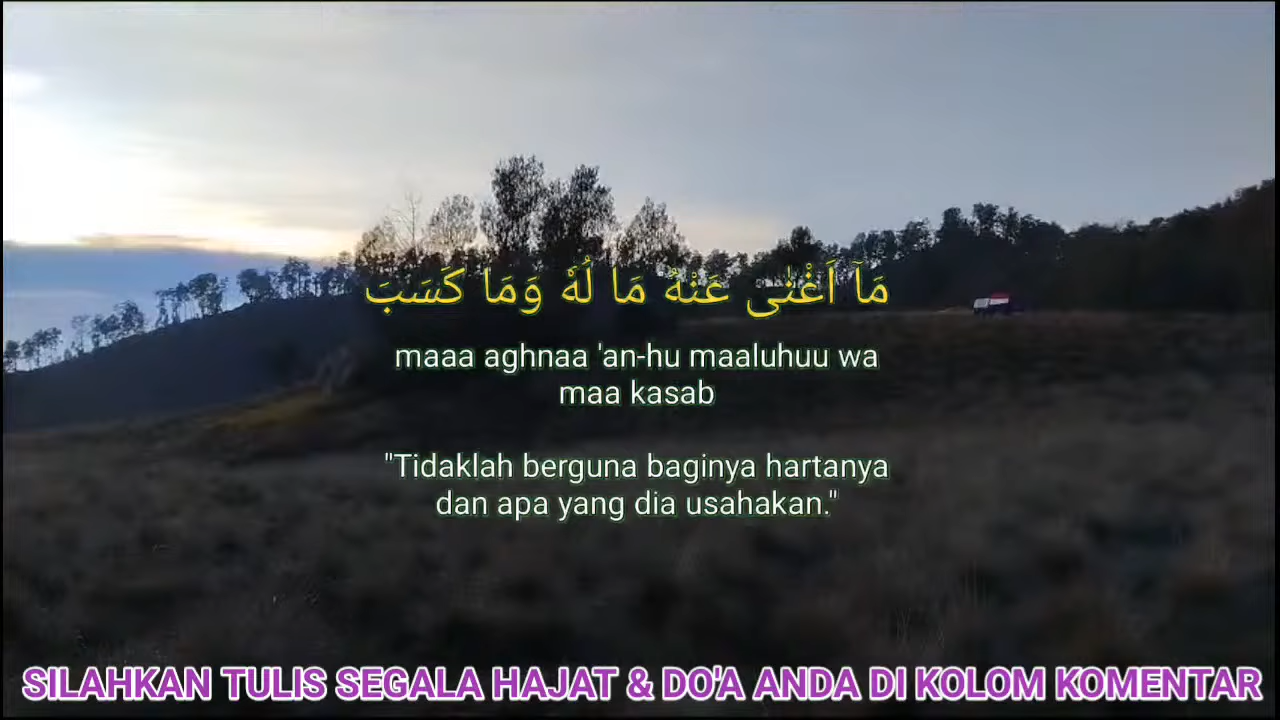 مَآ اَغْنٰى عَنْهُ مَا لُهٗ وَمَا كَسَبَ
maaa aghnaa 'an-hu maaluhuu wa
maa kasab
"Tidaklah berguna baginya hartanya
dan apa yang dia usahakan."
SILAHKAN TULIS SEGALA HAJAT & DO'A ANDA DI KOLOM KOMENTAR